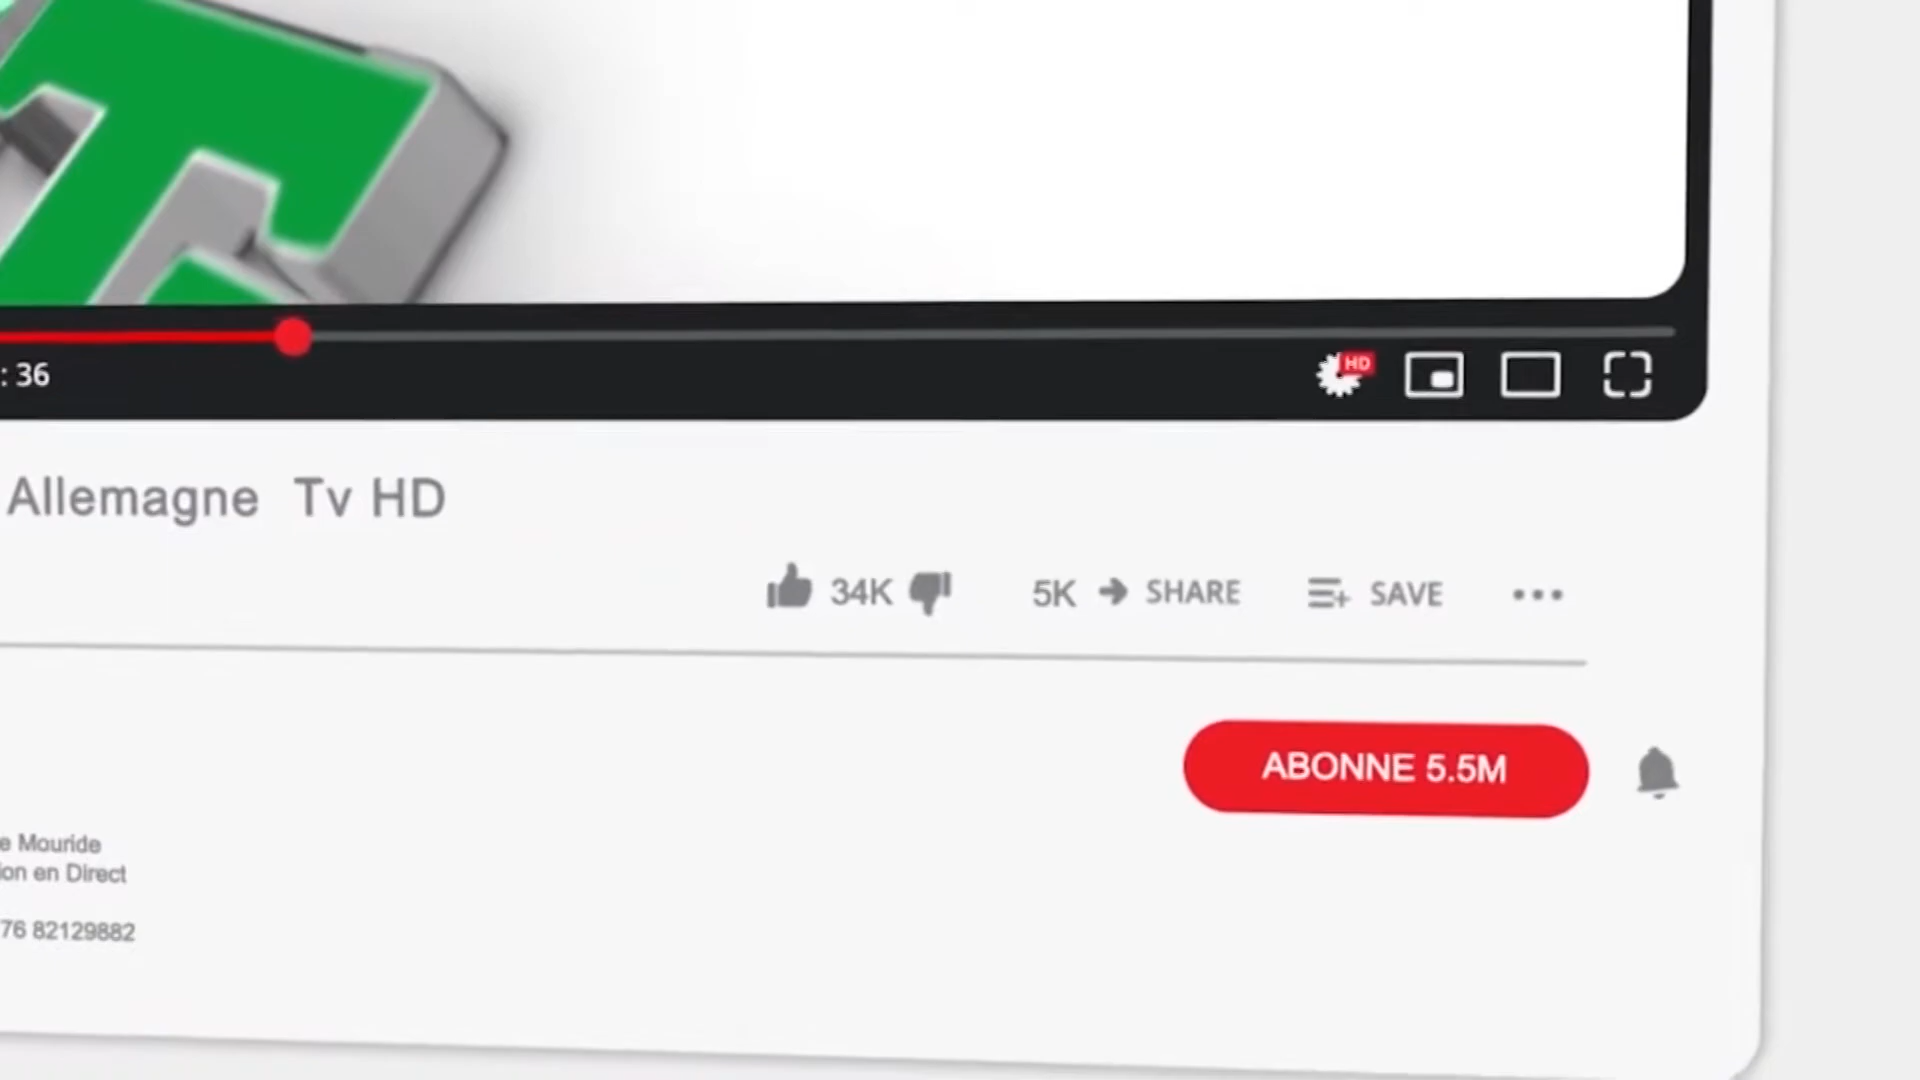 HD
: 36
Allemagne Tv HD
34K 5K SHARE SAVE
ABONNE 5.5M
e Mouride
ion en Direct
76 82129882